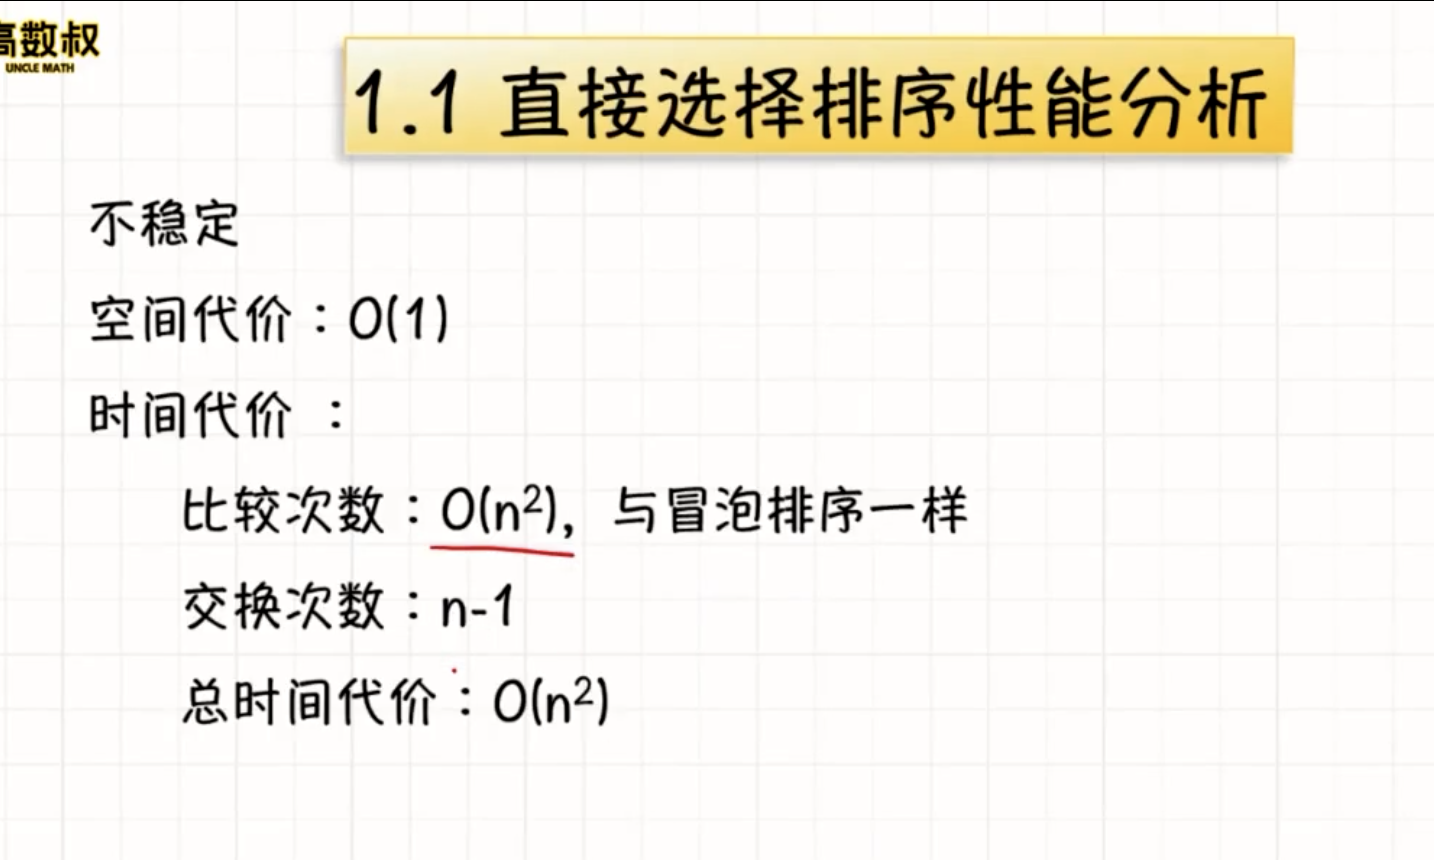 高数叔
UNCLE MATH
1.1 直接选择排序性能分析
不稳定
空间代价：O(1)
时间代价 ：
比较次数：O(n²)，与冒泡排序一样
交换次数：n-1
总时间代价：O(n²)